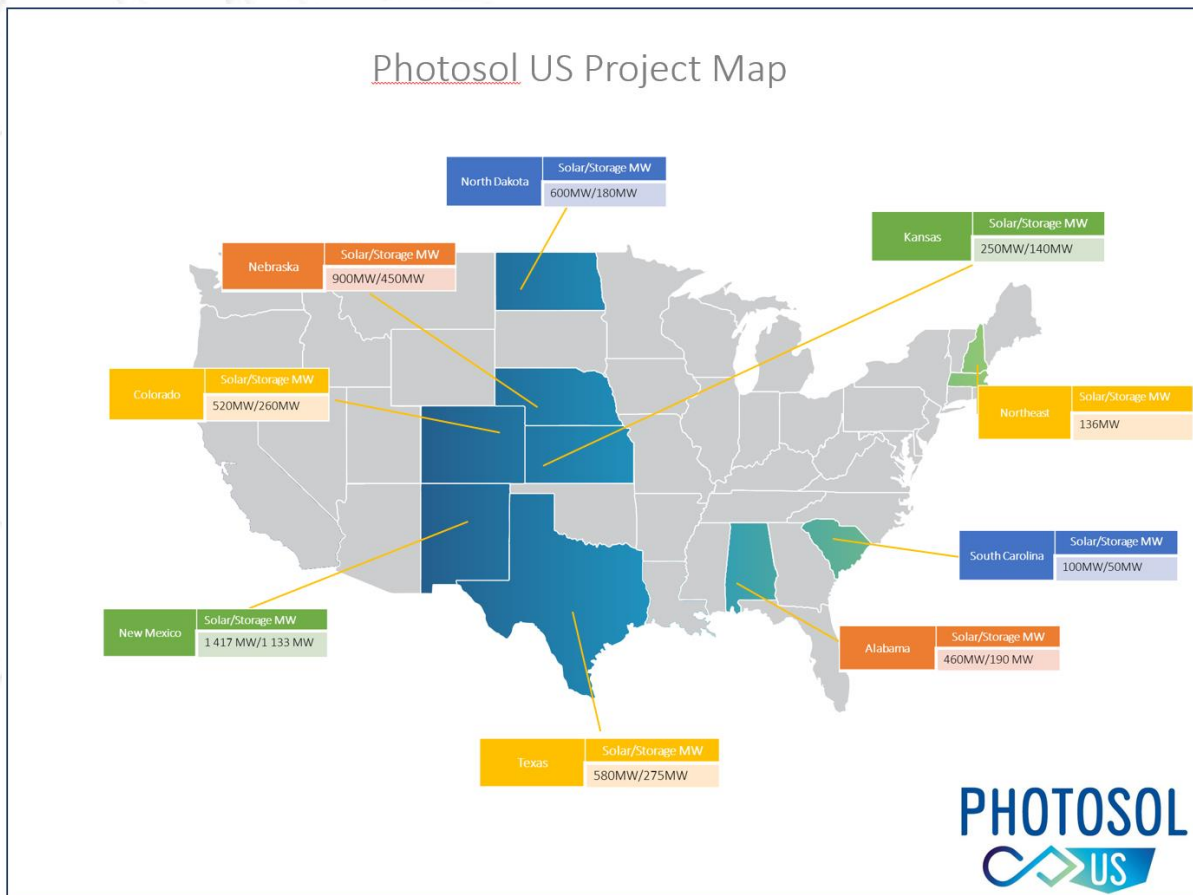 Photosol US Project Map
North Dakota
Solar/Storage MW
600MW/180MW
Kansas
Solar/Storage MW
250MW/140MW
Nebraska
Solar/Storage MW
900MW/450MW
Colorado
Solar/Storage MW
520MW/260MW
Northeast
Solar/Storage MW
136MW
South Carolina
Solar/Storage MW
100MW/50MW
New Mexico
Solar/Storage MW
1 417 MW/1 133 MW
Alabama
Solar/Storage MW
460MW/190 MW
Texas
Solar/Storage MW
580MW/275MW
PHOTOSOL
US